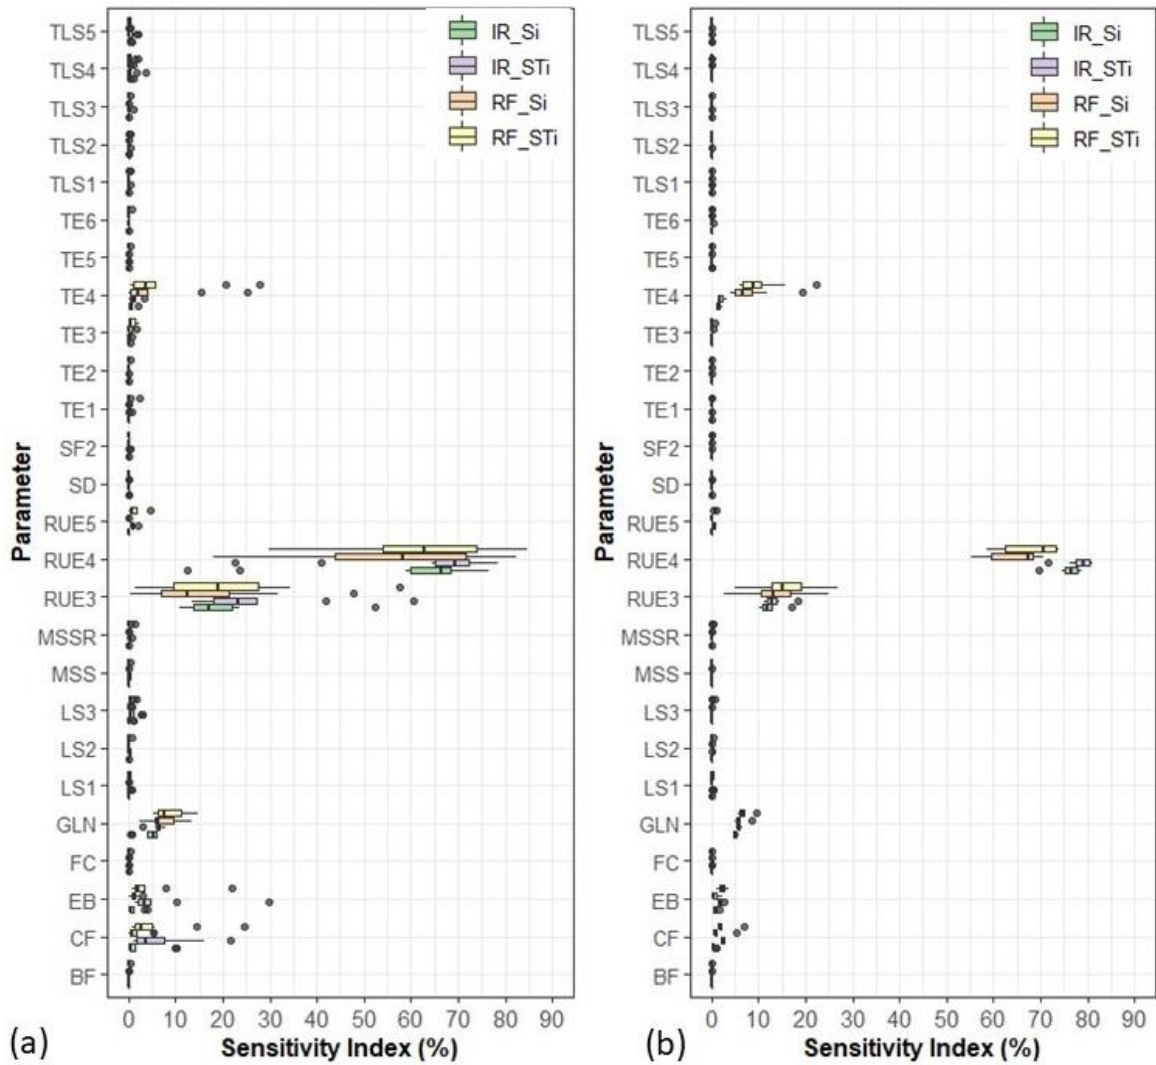 TLS5
TLS4
TLS3
TLS2
TLS1
TE6
TE5
TE4
TE3
TE2
TE1
SF2
SD
RUE5
RUE4
RUE3
MSSR
MSS
LS3
LS2
LS1
GLN
FC
EB
CF
BF
Parameter
IR_Si
IR_STi
RF_Si
RF_STi
0 10 20 30 40 50 60 70 80 90
(a) Sensitivity Index (%)
TLS5
TLS4
TLS3
TLS2
TLS1
TE6
TE5
TE4
TE3
TE2
TE1
SF2
SD
RUE5
RUE4
RUE3
MSSR
MSS
LS3
LS2
LS1
GLN
FC
EB
CF
BF
Parameter
IR_Si
IR_STi
RF_Si
RF_STi
0 10 20 30 40 50 60 70 80 90
(b) Sensitivity Index (%)